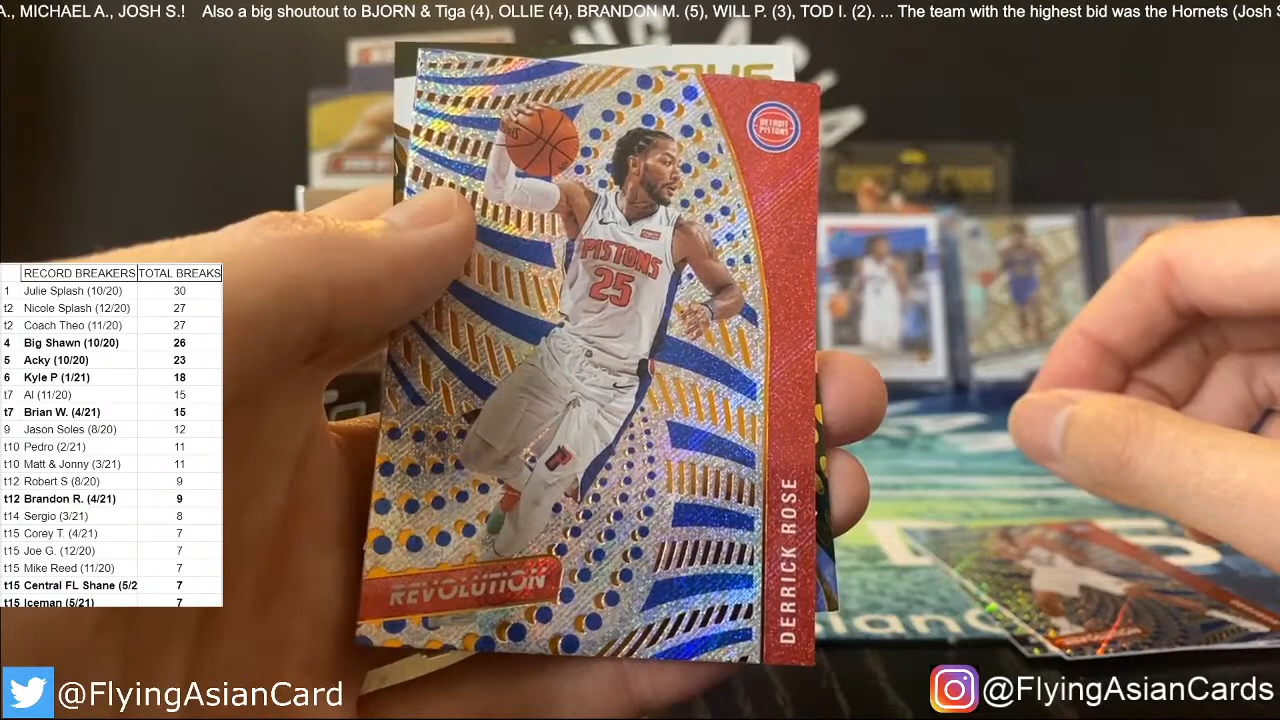 A., MICHAEL A., JOSH S.! Also a big shoutout to BJORN & Tiga (4), OLLIE (4), BRANDON M. (5), WILL P. (3), TOD I. (2). ... The team with the highest bid was the Hornets (Josh S
DETROIT
PISTONS
PISTONS
25
REVOLUTION
DERRICK ROSE
RECORD BREAKERS TOTAL BREAKS
1 Julie Splash (10/20) 30
t2 Nicole Splash (12/20) 27
t2 Coach Theo (11/20) 27
4 Big Shawn (10/20) 26
5 Acky (10/20) 23
6 Kyle P (1/21) 18
t7 Al (11/20) 15
t7 Brian W. (4/21) 15
9 Jason Soles (8/20) 12
t10 Pedro (2/21) 11
t10 Matt & Jonny (3/21) 11
t12 Robert S (8/20) 9
t12 Brandon R. (4/21) 9
t14 Sergio (3/21) 8
t15 Corey T. (4/21) 7
t15 Joe G. (12/20) 7
t15 Mike Reed (11/20) 7
t15 Central FL Shane (5/2 7
t15 Iceman (5/21) 7
@FlyingAsianCard
@FlyingAsianCards